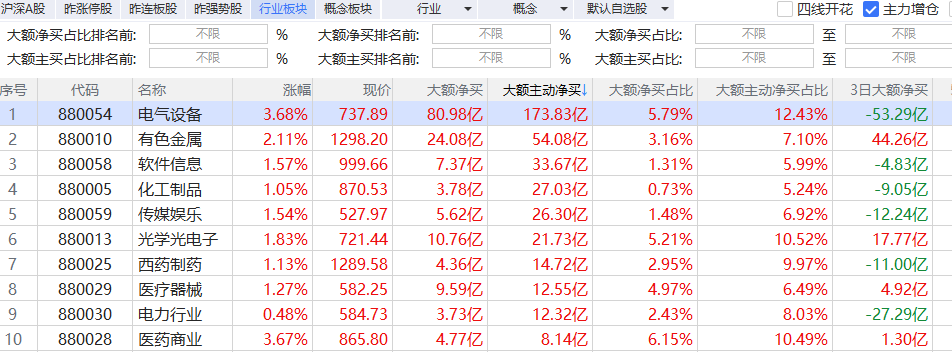 沪深A股 昨涨停股 昨连板股 昨强势股 行业板块 概念板块 行业 概念 默认自选股 四线开花 主力增仓
大额净买占比排名前: 不限 % 大额净买排名前: 不限 % 大额净买占比: 不限 至 不限
大额主买占比排名前: 不限 % 大额主买排名前: 不限 % 大额主买占比: 不限 至 不限
序号 代码 名称 涨幅 现价 大额净买 大额主动净买↓ 大额净买占比 大额主动净买占比 3日大额净买
1 880054 电气设备 3.68% 737.89 80.98亿 173.83亿 5.79% 12.43% -53.29亿
2 880010 有色金属 2.11% 1298.20 24.08亿 54.08亿 3.16% 7.10% 44.26亿
3 880058 软件信息 1.57% 999.66 7.37亿 33.67亿 1.31% 5.99% -4.83亿
4 880005 化工制品 1.05% 870.53 3.78亿 27.03亿 0.73% 5.24% -9.05亿
5 880059 传媒娱乐 1.54% 527.97 5.62亿 26.30亿 1.48% 6.92% -12.24亿
6 880013 光学光电子 1.83% 721.44 10.76亿 21.73亿 5.21% 10.52% 17.77亿
7 880025 西药制药 1.13% 1289.58 4.36亿 14.72亿 2.95% 9.97% -11.00亿
8 880029 医疗器械 1.27% 582.25 9.59亿 12.55亿 4.97% 6.49% 4.92亿
9 880030 电力行业 0.48% 584.73 3.73亿 12.32亿 2.43% 8.03% -27.29亿
10 880028 医药商业 3.67% 865.80 4.77亿 8.14亿 6.15% 10.49% 1.30亿